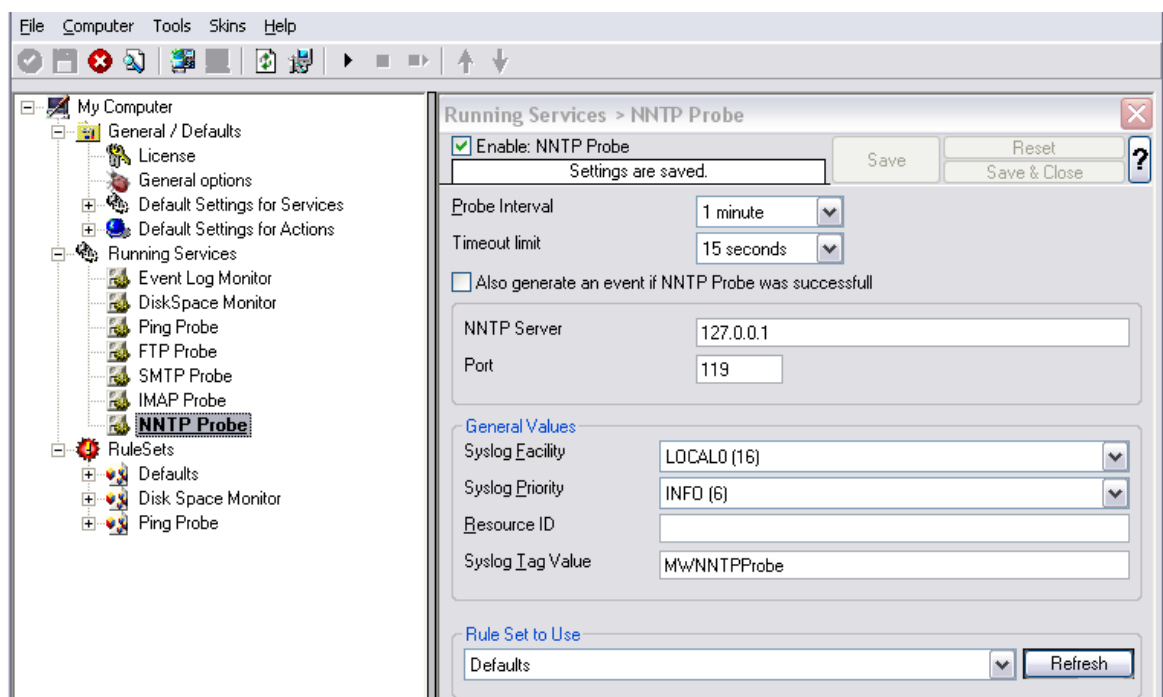 File Computer Tools Skins Help
My Computer
General / Defaults
License
General options
Default Settings for Services
Default Settings for Actions
Running Services
Event Log Monitor
DiskSpace Monitor
Ping Probe
FTP Probe
SMTP Probe
IMAP Probe
NNTP Probe
RuleSets
Defaults
Disk Space Monitor
Ping Probe
Running Services > NNTP Probe
Enable: NNTP Probe
Settings are saved.
Save
Reset
Save & Close
?
Probe Interval
1 minute
Timeout limit
15 seconds
Also generate an event if NNTP Probe was successfull
NNTP Server
127.0.0.1
Port
119
General Values
Syslog Facility
LOCAL0 (16)
Syslog Priority
INFO (6)
Resource ID
Syslog Tag Value
MWNNTPProbe
Rule Set to Use
Defaults
Refresh